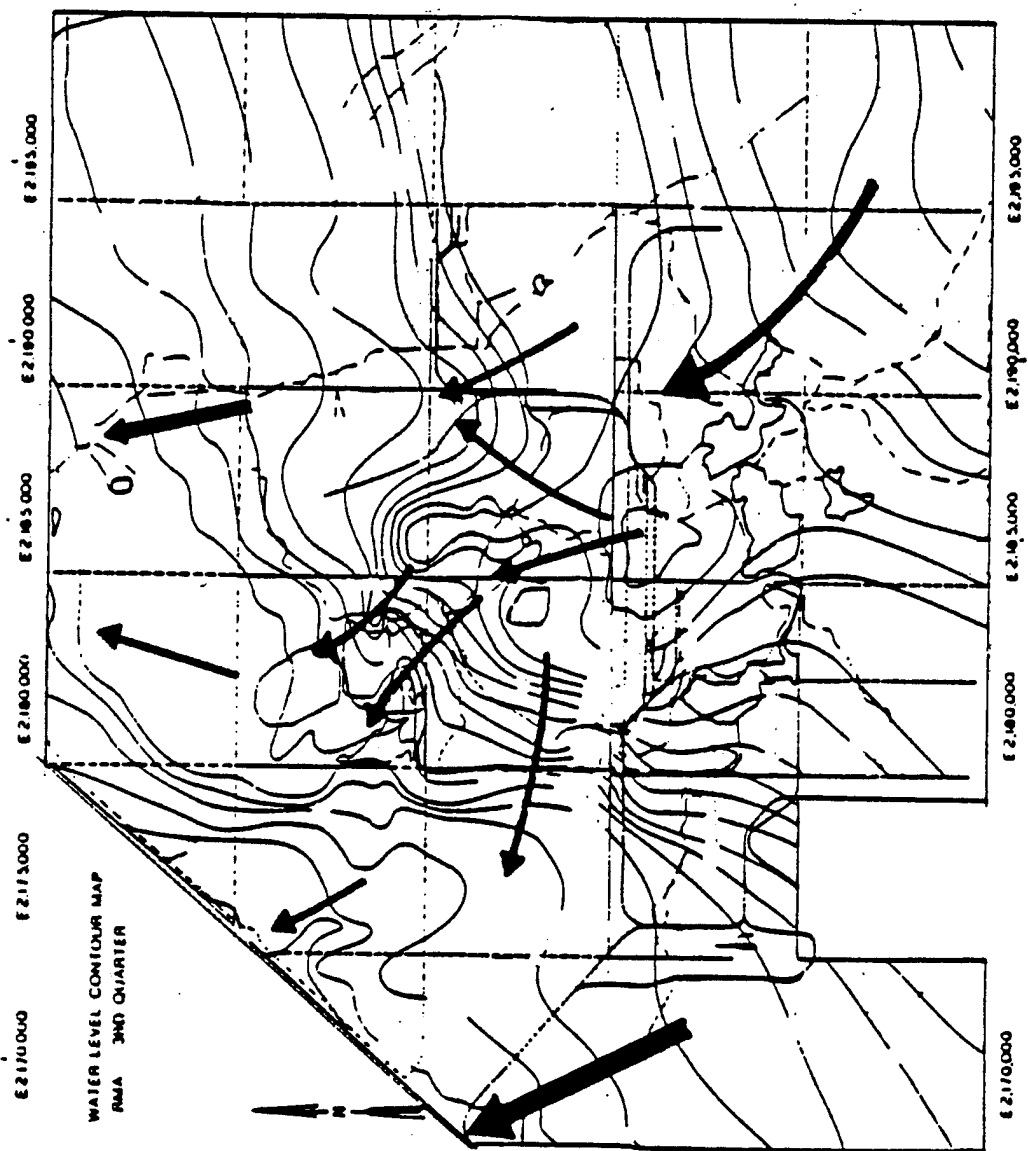 E 2,170,000
E 2,175,000
E 2,180,000
E 2,185,000
E 2,190,000
E 2,195,000
WATER LEVEL CONTOUR MAP
RMA 3RD QUARTER
N
E 2,170,000
E 2,180,000
E 2,185,000
E 2,190,000
E 2,195,000